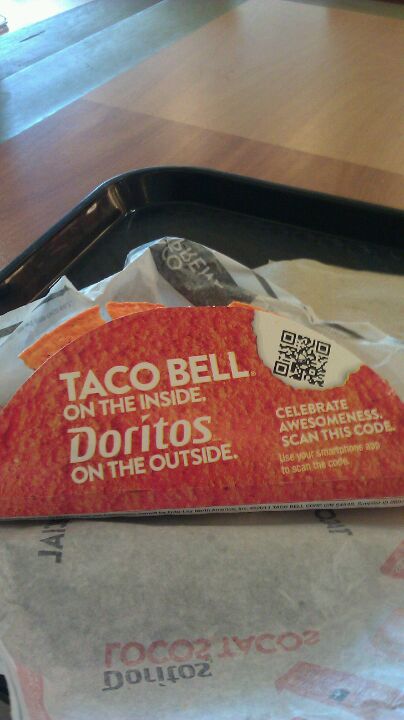 TACO BELL®
ON THE INSIDE.
Doritos
ON THE OUTSIDE.
CELEBRATE
AWESOMENESS.
SCAN THIS CODE.
Use your smartphone app
to scan the code.
LOCOS TACOS
Doritos